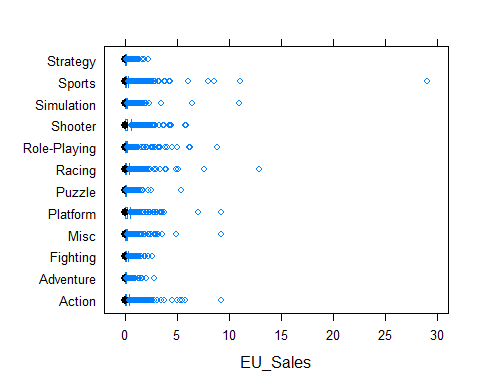 Strategy
Sports
Simulation
Shooter
Role-Playing
Racing
Puzzle
Platform
Misc
Fighting
Adventure
Action
0 5 10 15 20 25 30
EU_Sales